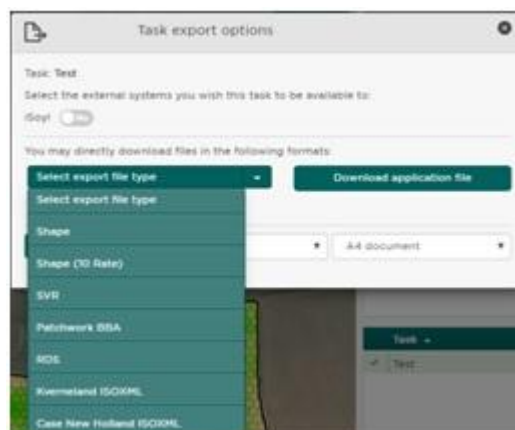 Task export options
Task: Test
Select the external systems you wish this task to be available to:
iSoyl
You may directly download files in the following formats:
Select export file type
Download application file
Select export file type
Shape
Shape (10 Rate)
A4 document
SVR
Patchwork BBA
RDS
Task
Test
Kverneland ISOXML
Case New Holland ISOXML